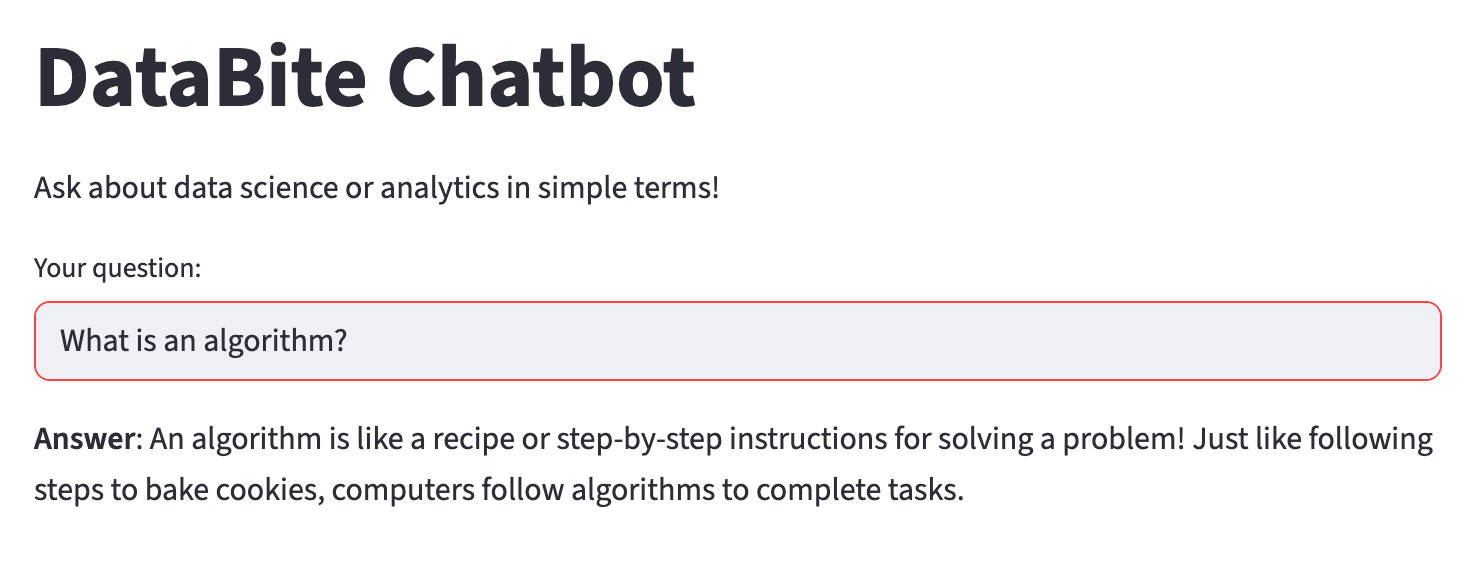 DataBite Chatbot
Ask about data science or analytics in simple terms!
Your question:
What is an algorithm?
Answer: An algorithm is like a recipe or step-by-step instructions for solving a problem! Just like following
steps to bake cookies, computers follow algorithms to complete tasks.